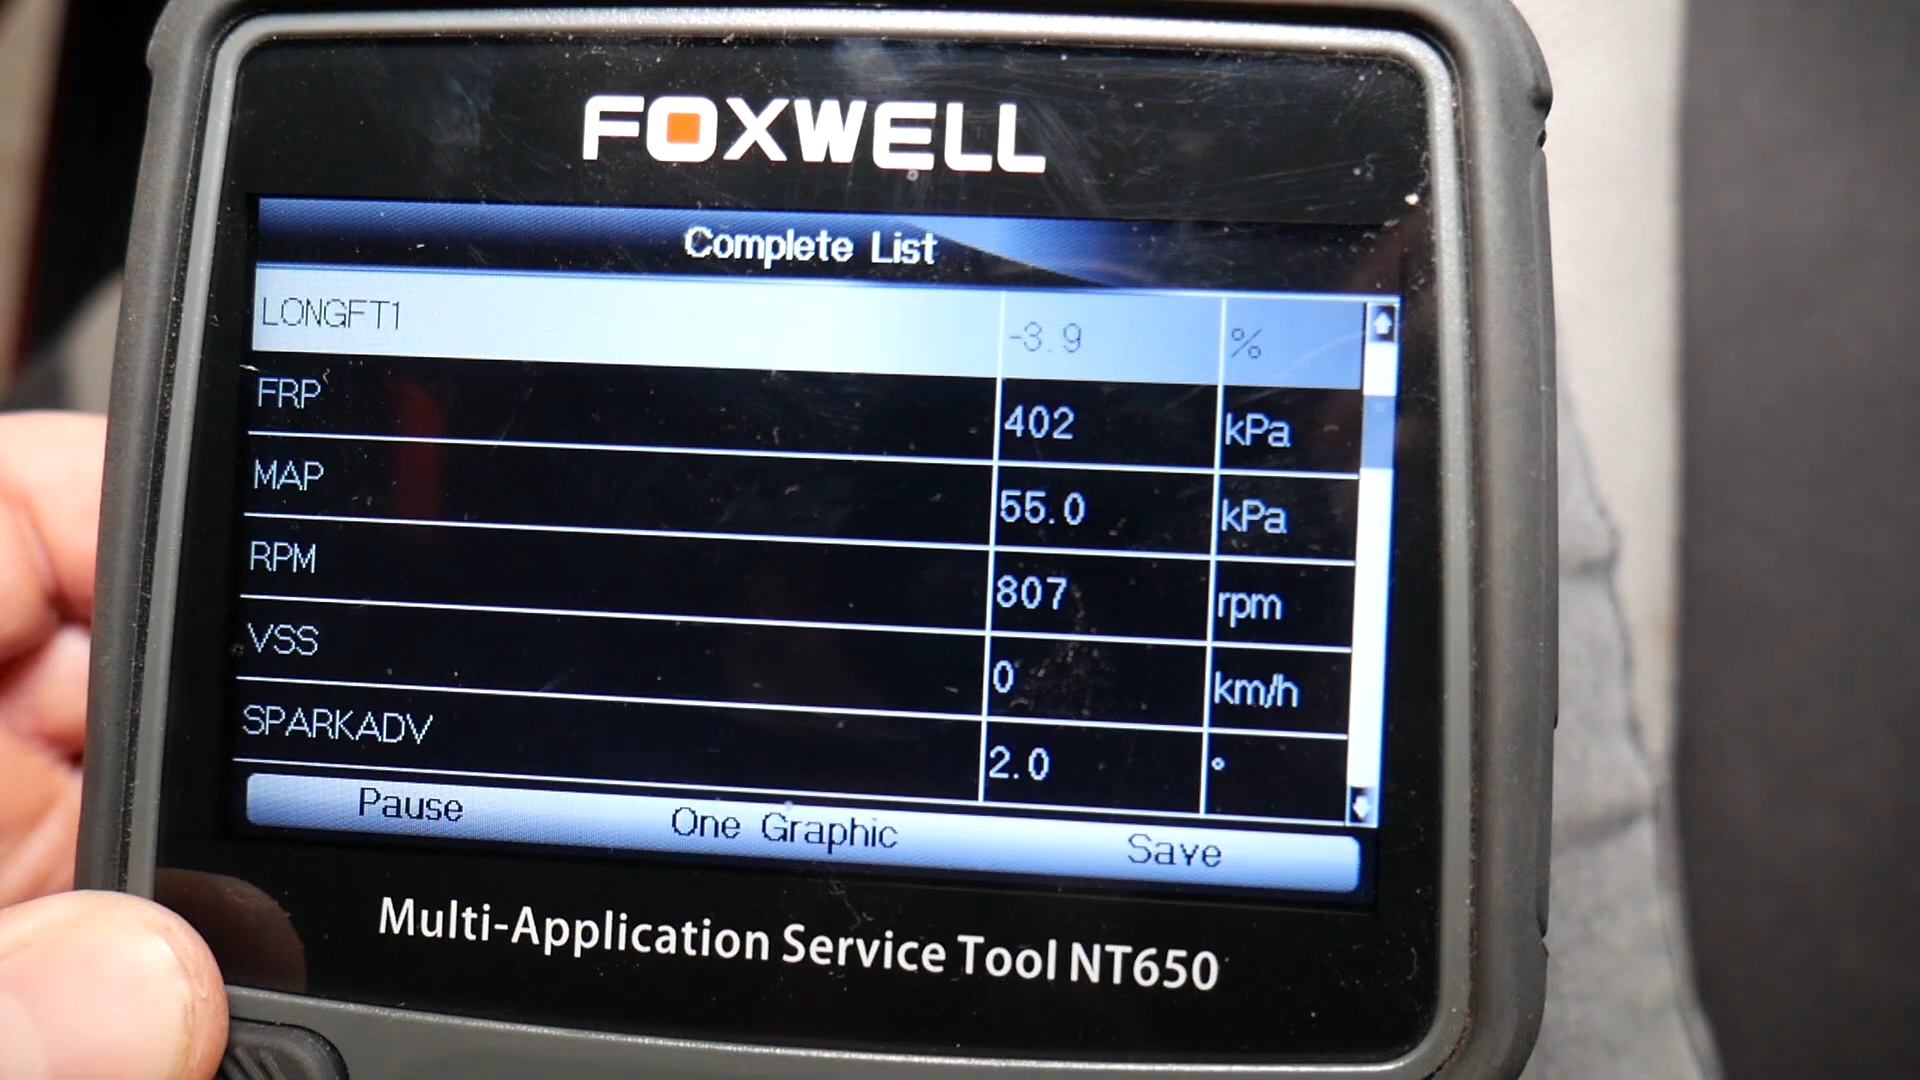 FOXWELL
Complete List
LONGFT1 -3.9 %
FRP 402 kPa
MAP 55.0 kPa
RPM 807 rpm
VSS 0 km/h
SPARKADV 2.0 °
Pause One Graphic Save
Multi-Application Service Tool NT650